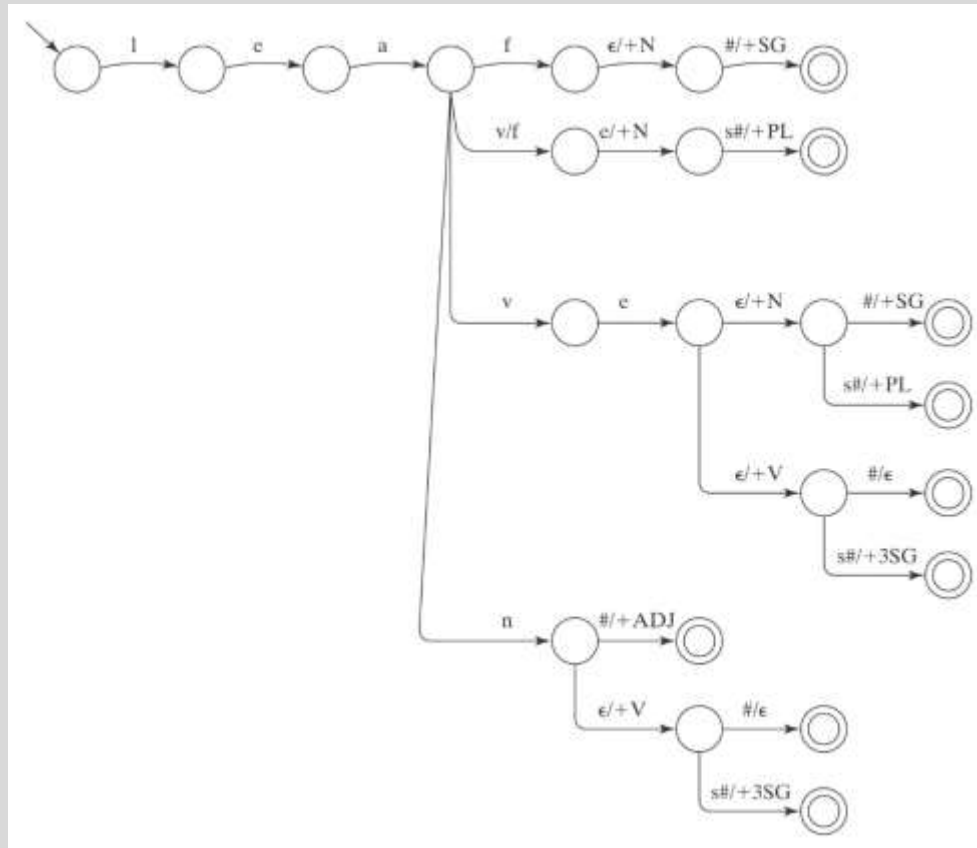 l e a f ϵ/+N #/+SG
v/f e/+N s#/+PL
v e ϵ/+N #/+SG
s#/+PL
ϵ/+V #/ϵ
s#/+3SG
n #/+ADJ
ϵ/+V #/ϵ
s#/+3SG